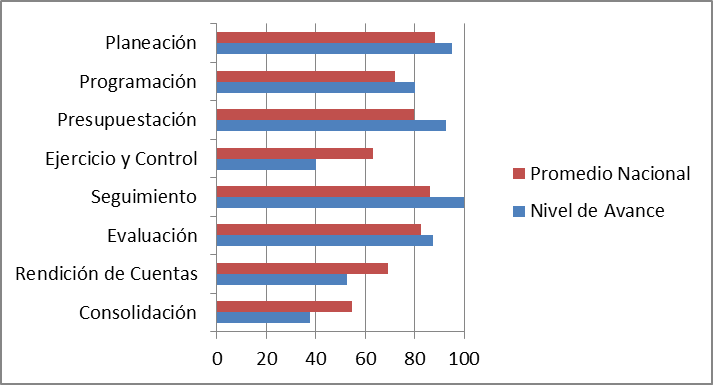 Planeación
Programación
Presupuestación
Ejercicio y Control
Seguimiento
Evaluación
Rendición de Cuentas
Consolidación
0 20 40 60 80 100
Promedio Nacional
Nivel de Avance